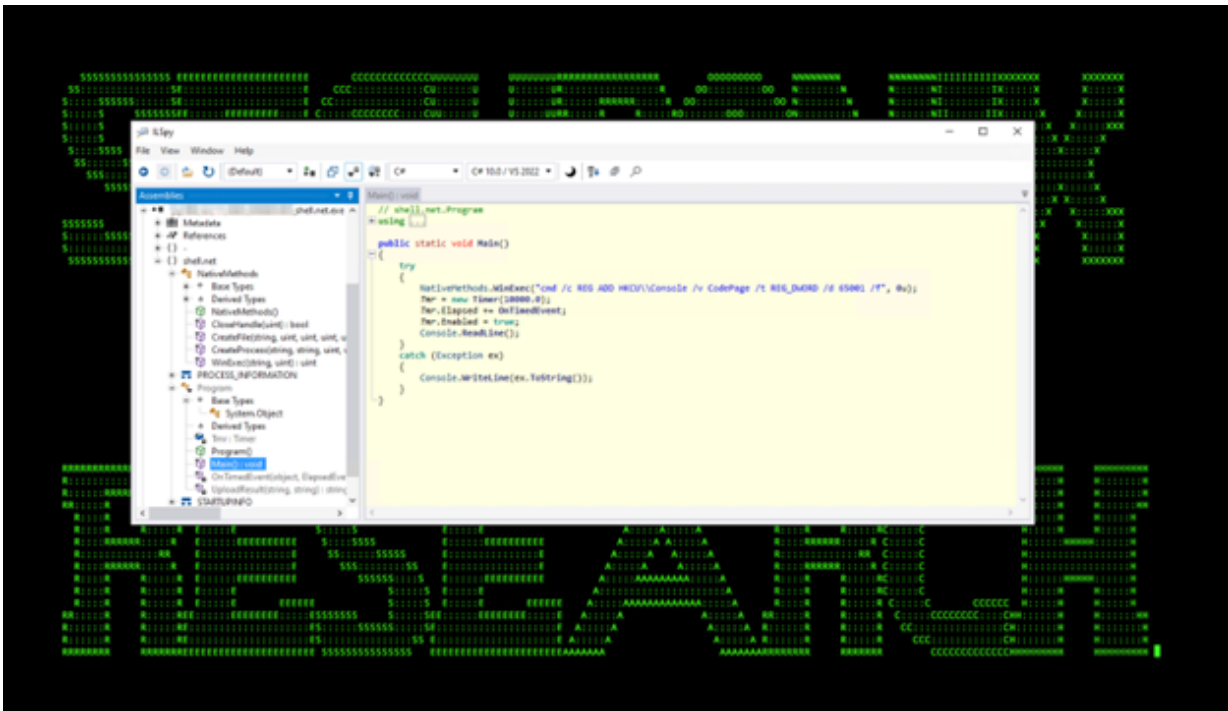 SECURONIX
ILSpy
File View Window Help
(Default) C# C# 10.0 / VS 2022
Assemblies
shell.net.exe
Metadata
References
{ } -
{ } shell.net
NativeMethods
Base Types
Derived Types
NativeMethods()
CloseHandle(uint) : bool
CreateFile(string, uint, uint, u
CreateProcess(string, string, uint, u
WinExec(string, uint) : uint
PROCESS_INFORMATION
Program
Base Types
System.Object
Derived Types
Tmr : Timer
Program()
Main() : void
OnTimedEvent(object, ElapsedEve
UploadResult(string, string) : string
STARTUPINFO
Main() : void
// shell.net.Program
using ...
public static void Main()
{
try
{
NativeMethods.WinExec("cmd /c REG ADD HKCU\\Console /v CodePage /t REG_DWORD /d 65001 /f", 0u);
Tmr = new Timer(10000.0);
Tmr.Elapsed += OnTimedEvent;
Tmr.Enabled = true;
Console.ReadLine();
}
catch (Exception ex)
{
Console.WriteLine(ex.ToString());
}
}
RESEARCH